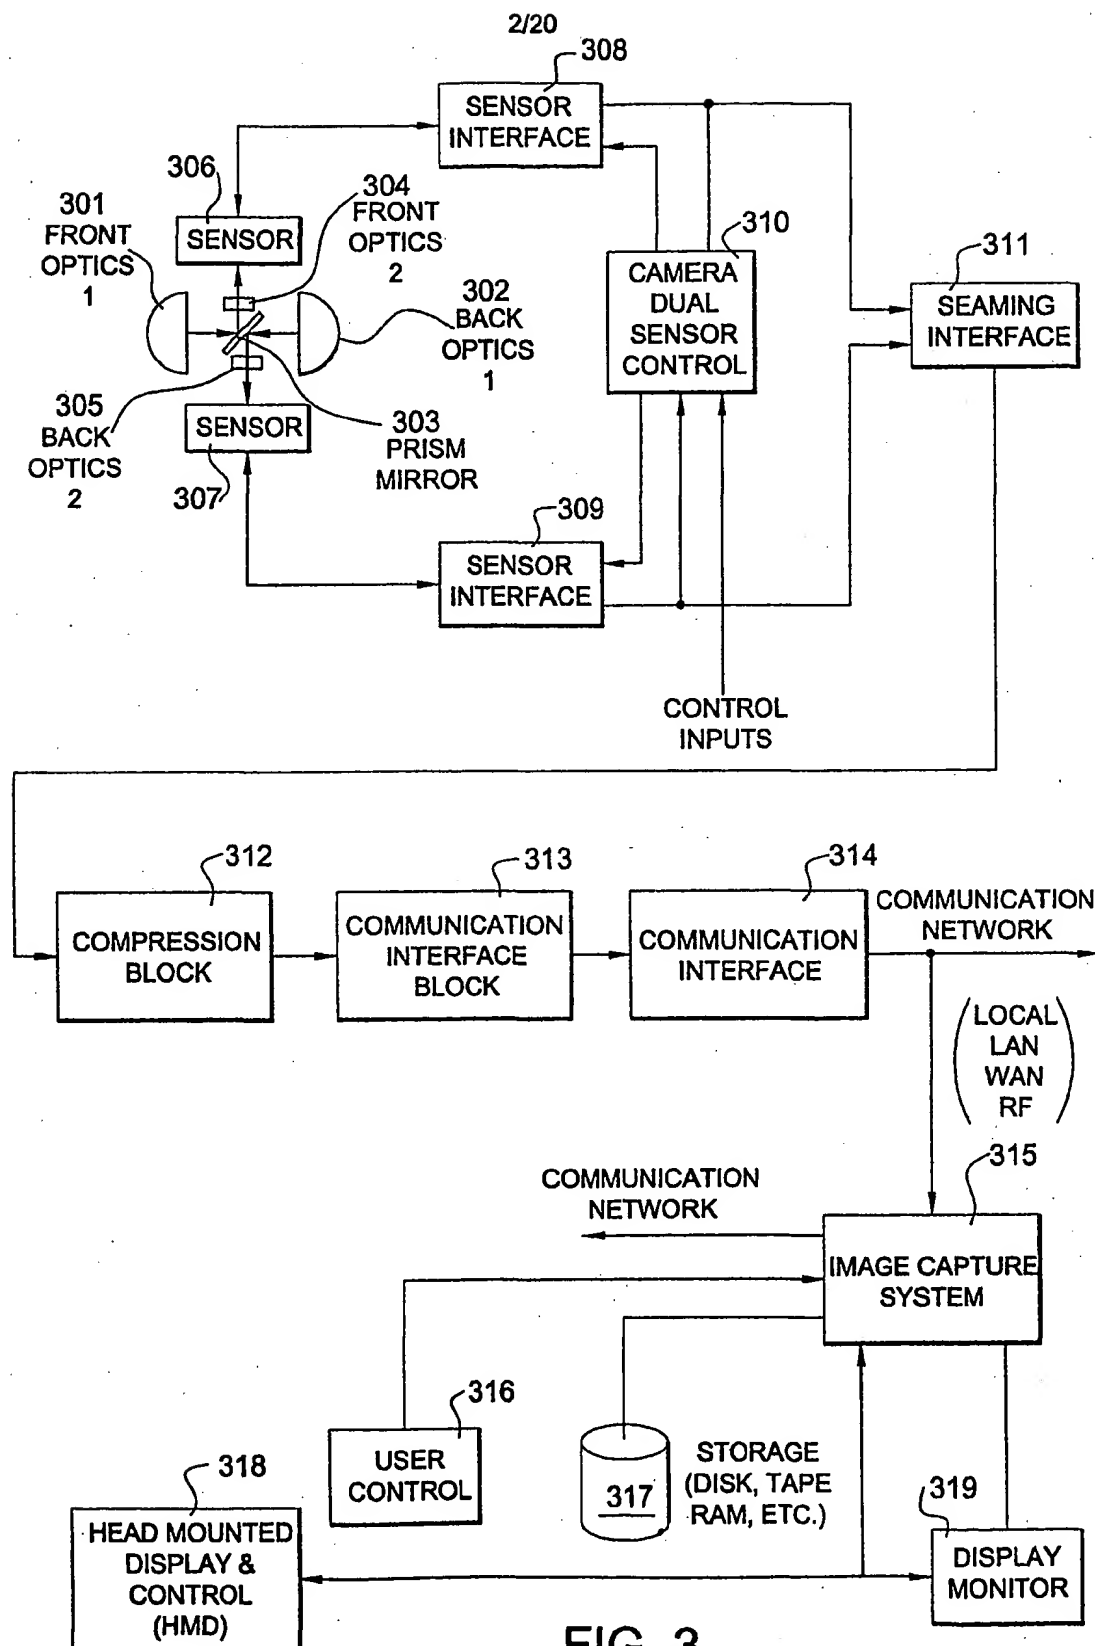 2/20
308
SENSOR
INTERFACE
306
SENSOR
304
FRONT
OPTICS
2
301
FRONT
OPTICS
1
302
BACK
OPTICS
1
310
CAMERA
DUAL
SENSOR
CONTROL
311
SEAMING
INTERFACE
305
BACK
OPTICS
2
SENSOR
307
303
PRISM
MIRROR
309
SENSOR
INTERFACE
CONTROL
INPUTS
312
COMPRESSION
BLOCK
313
COMMUNICATION
INTERFACE
BLOCK
314
COMMUNICATION
INTERFACE
COMMUNICATION
NETWORK
(LOCAL
LAN
WAN
RF)
315
IMAGE CAPTURE
SYSTEM
COMMUNICATION
NETWORK
316
USER
CONTROL
317
STORAGE
(DISK, TAPE
RAM, ETC.)
318
HEAD MOUNTED
DISPLAY &
CONTROL
(HMD)
319
DISPLAY
MONITOR
FIG. 3